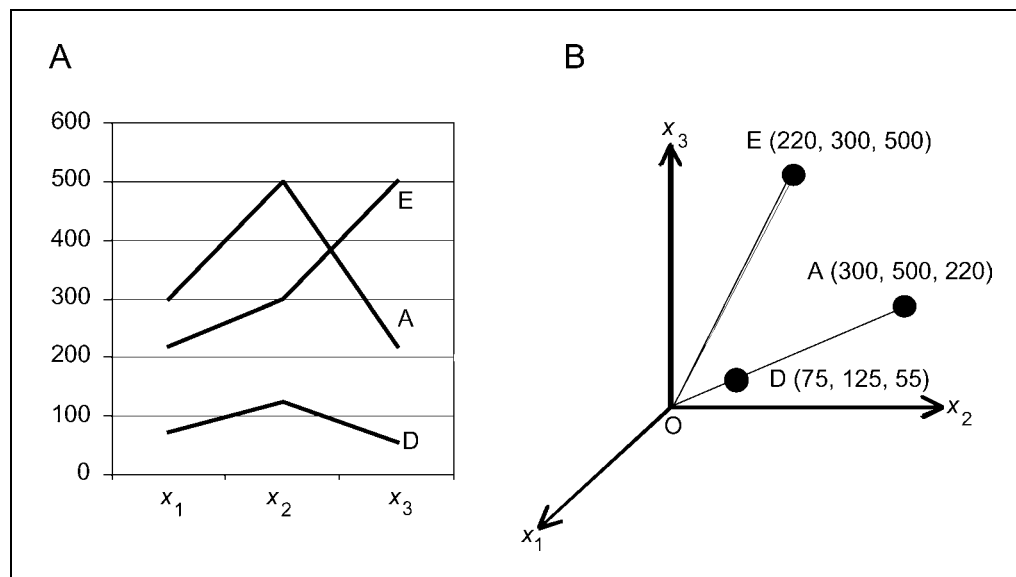 A
600
500
400
300
200
100
0
E
A
D
x1 x2 x3
B
x3
E (220, 300, 500)
A (300, 500, 220)
D (75, 125, 55)
O
x2
x1